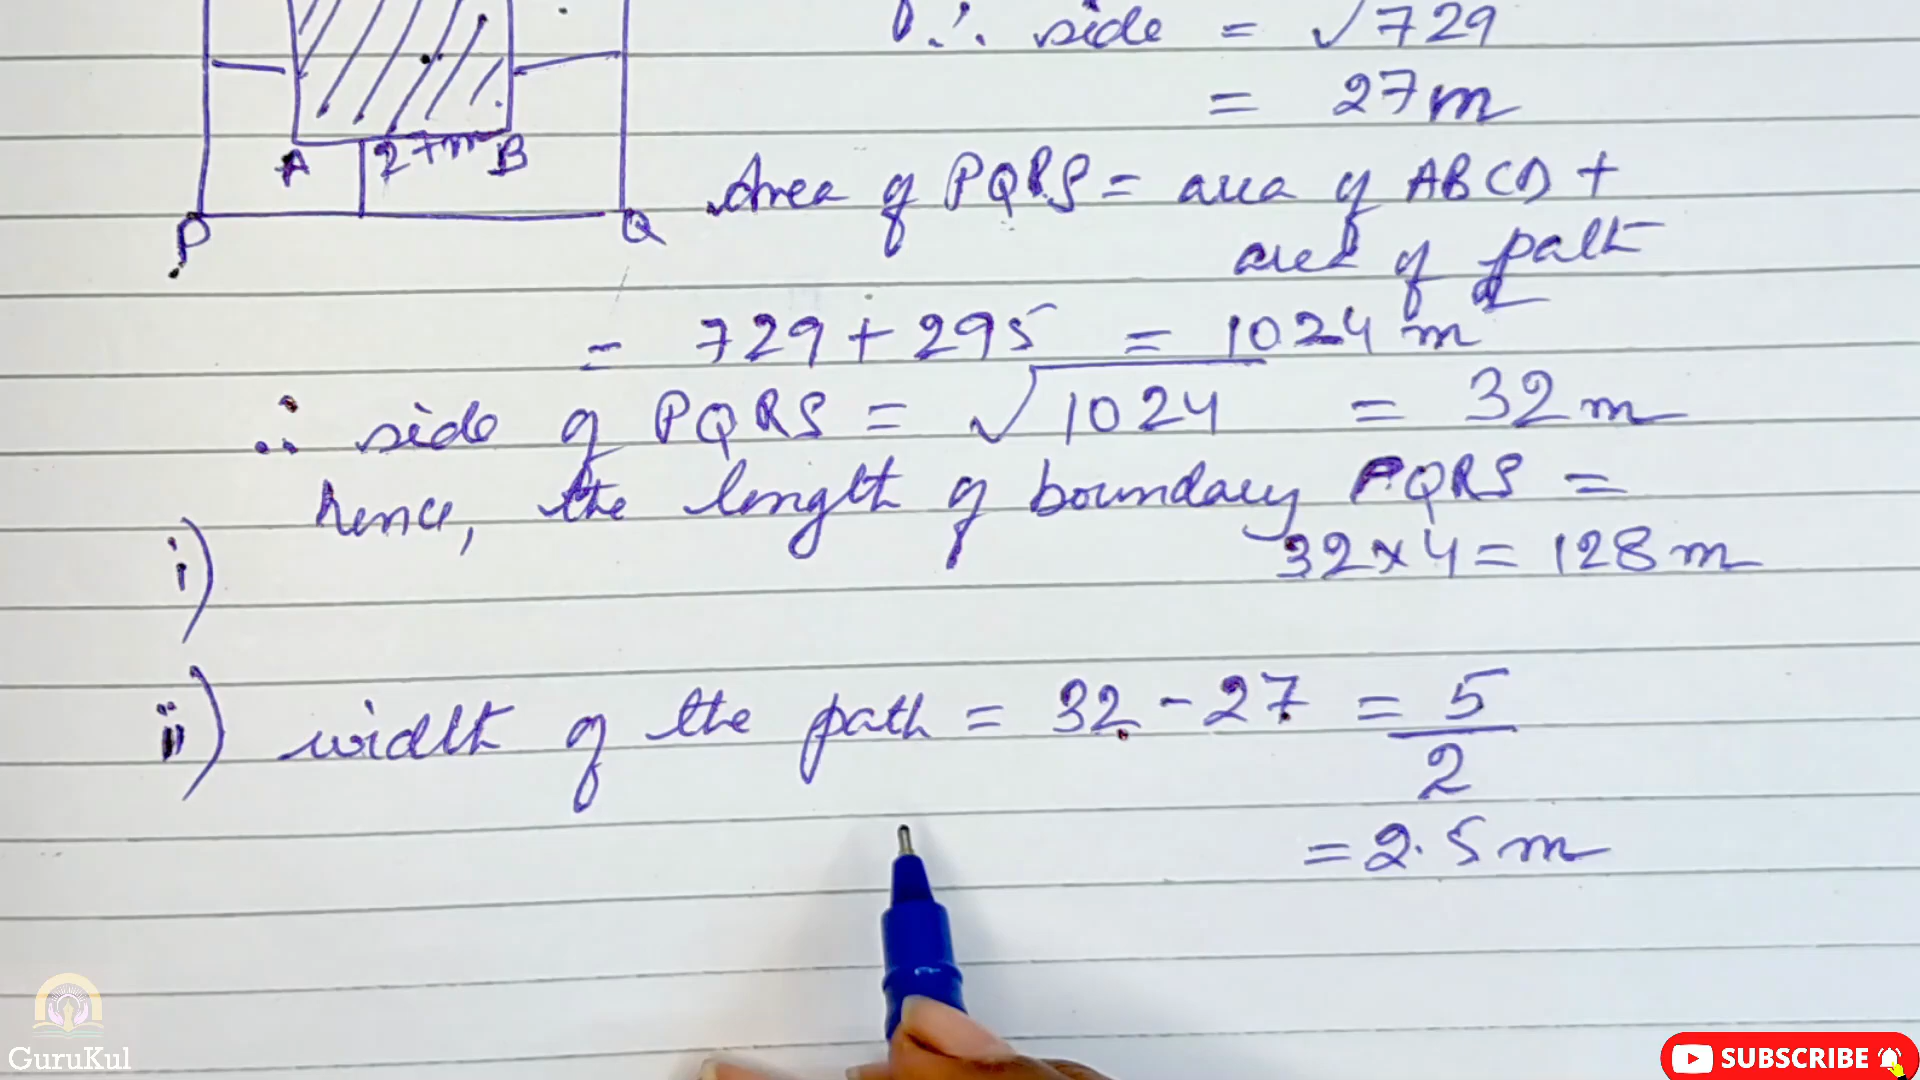 ∴ side = √729
= 27m
A 27m B
P Q
Area of PQRS = area of ABCD +
area of path
= 729 + 295 = 1024 m²
∴ side of PQRS = √1024 = 32 m
hence, the length of boundary PQRS =
i)
32 × 4 = 128 m
ii) width of the path = 32 - 27 = 5
2
= 2.5 m
GuruKul
SUBSCRIBE